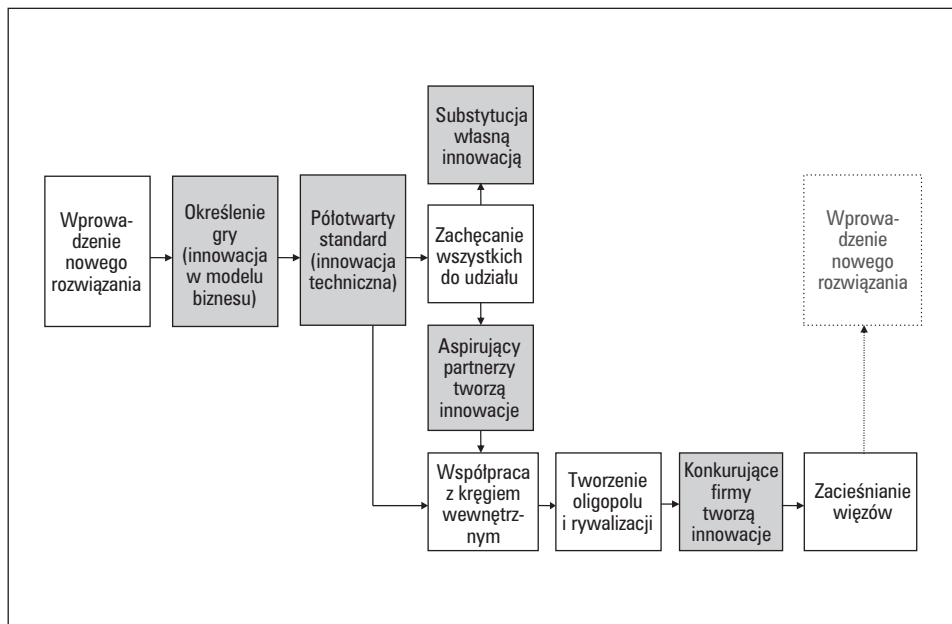 Wprowa-
dzenie
nowego
rozwiązania
Określenie
gry
(innowacja
w modelu
biznesu)
Półotwarty
standard
(innowacja
techniczna)
Substytucja
własną
innowacją
Zachęcanie
wszystkich
do udziału
Aspirujący
partnerzy
tworzą
innowacje
Współpraca
z kręgiem
wewnętrz-
nym
Tworzenie
oligopolu
i rywalizacji
Konkurujące
firmy
tworzą
innowacje
Zacieśnianie
więzów
Wprowa-
dzenie
nowego
rozwiązania